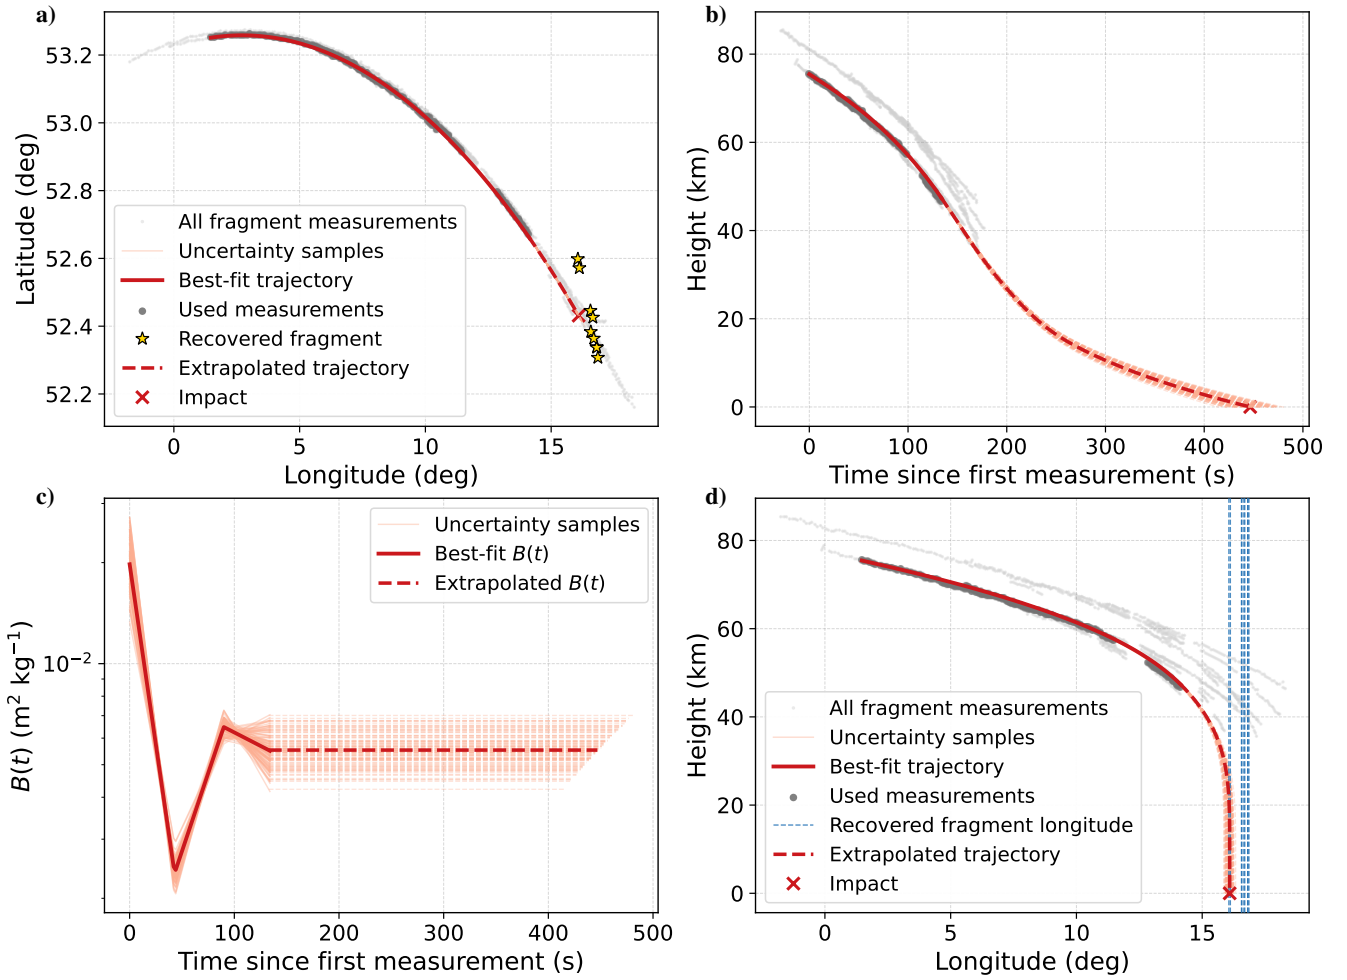 a)
53.2
53.0
52.8
52.6
52.4
52.2
Latitude (deg)
All fragment measurements
Uncertainty samples
Best-fit trajectory
Used measurements
Recovered fragment
Extrapolated trajectory
Impact
0 5 10 15
Longitude (deg)
b)
80
60
40
20
0
Height (km)
0 100 200 300 400 500
Time since first measurement (s)
c)
10⁻²
B(t) (m² kg⁻¹)
Uncertainty samples
Best-fit B(t)
Extrapolated B(t)
0 100 200 300 400 500
Time since first measurement (s)
d)
80
60
40
20
0
Height (km)
All fragment measurements
Uncertainty samples
Best-fit trajectory
Used measurements
Recovered fragment longitude
Extrapolated trajectory
Impact
0 5 10 15
Longitude (deg)